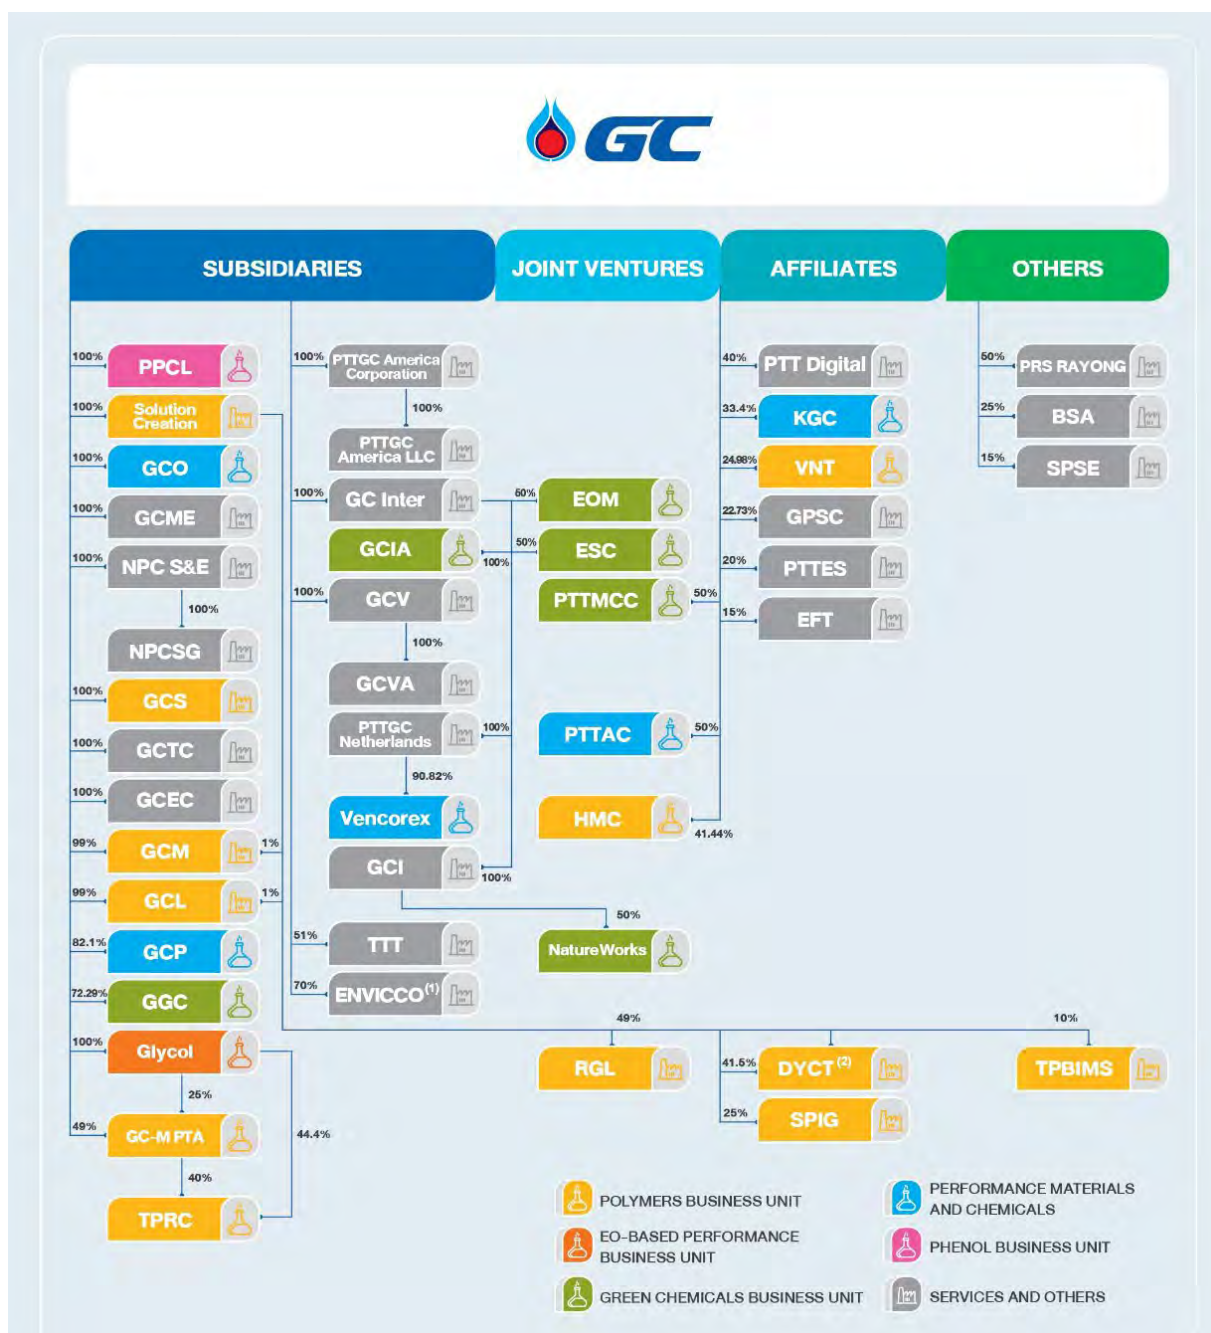 GC
SUBSIDIARIES
JOINT VENTURES
AFFILIATES
OTHERS
100%
PPCL
100%
Solution
Creation
100%
GCO
100%
GCME
100%
NPC S&E
100%
NPCSG
100%
GCS
100%
GCTC
100%
GCEC
99%
GCM
1%
99%
GCL
1%
82.1%
GCP
72.29%
GGC
100%
Glycol
25%
49%
GC-M PTA
44.4%
40%
TPRC
100%
PTTGC America
Corporation
100%
PTTGC
America LLC
100%
GC Inter
GCIA
100%
100%
GCV
100%
GCVA
PTTGC
Netherlands
100%
90.82%
Vencorex
GCI
100%
51%
TTT
70%
ENVICCO(1)
50%
EOM
50%
ESC
PTTMCC
50%
PTTAC
50%
HMC
41.44%
50%
NatureWorks
40%
PTT Digital
33.4%
KGC
24.98%
VNT
22.73%
GPSC
20%
PTTES
15%
EFT
50%
PRS RAYONG
25%
BSA
15%
SPSE
49%
10%
RGL
41.5%
DYCT (2)
TPBIMS
25%
SPIG
POLYMERS BUSINESS UNIT
EO-BASED PERFORMANCE
BUSINESS UNIT
GREEN CHEMICALS BUSINESS UNIT
PERFORMANCE MATERIALS
AND CHEMICALS
PHENOL BUSINESS UNIT
SERVICES AND OTHERS